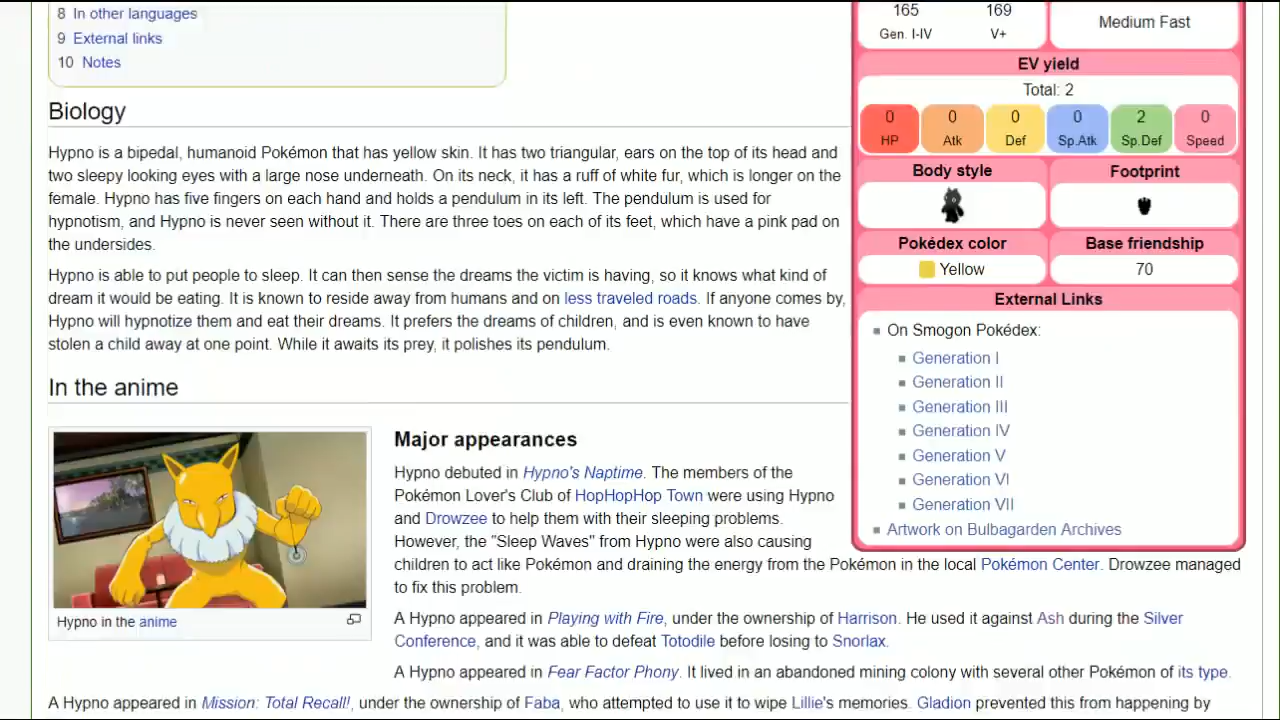 8 In other languages
9 External links
10 Notes
165 169
Gen. I-IV V+
Medium Fast
EV yield
Total: 2
0 0 0 0 2 0
HP Atk Def Sp.Atk Sp.Def Speed
Body style Footprint
Pokédex color Base friendship
Yellow 70
External Links
On Smogon Pokédex:
Generation I
Generation II
Generation III
Generation IV
Generation V
Generation VI
Generation VII
Artwork on Bulbagarden Archives
Biology
Hypno is a bipedal, humanoid Pokémon that has yellow skin. It has two triangular, ears on the top of its head and
two sleepy looking eyes with a large nose underneath. On its neck, it has a ruff of white fur, which is longer on the
female. Hypno has five fingers on each hand and holds a pendulum in its left. The pendulum is used for
hypnotism, and Hypno is never seen without it. There are three toes on each of its feet, which have a pink pad on
the undersides.
Hypno is able to put people to sleep. It can then sense the dreams the victim is having, so it knows what kind of
dream it would be eating. It is known to reside away from humans and on less traveled roads. If anyone comes by,
Hypno will hypnotize them and eat their dreams. It prefers the dreams of children, and is even known to have
stolen a child away at one point. While it awaits its prey, it polishes its pendulum.
In the anime
Hypno in the anime
Major appearances
Hypno debuted in Hypno's Naptime. The members of the
Pokémon Lover's Club of HopHopHop Town were using Hypno
and Drowzee to help them with their sleeping problems.
However, the "Sleep Waves" from Hypno were also causing
children to act like Pokémon and draining the energy from the Pokémon in the local Pokémon Center. Drowzee managed
to fix this problem.
A Hypno appeared in Playing with Fire, under the ownership of Harrison. He used it against Ash during the Silver
Conference, and it was able to defeat Totodile before losing to Snorlax.
A Hypno appeared in Fear Factor Phony. It lived in an abandoned mining colony with several other Pokémon of its type.
A Hypno appeared in Mission: Total Recall!, under the ownership of Faba, who attempted to use it to wipe Lillie's memories. Gladion prevented this from happening by